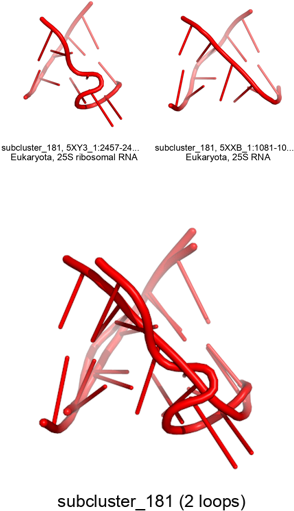 subcluster_181, 5XY3_1:2457-24...
Eukaryota, 25S ribosomal RNA
subcluster_181, 5XXB_1:1081-10...
Eukaryota, 25S RNA
subcluster_181 (2 loops)